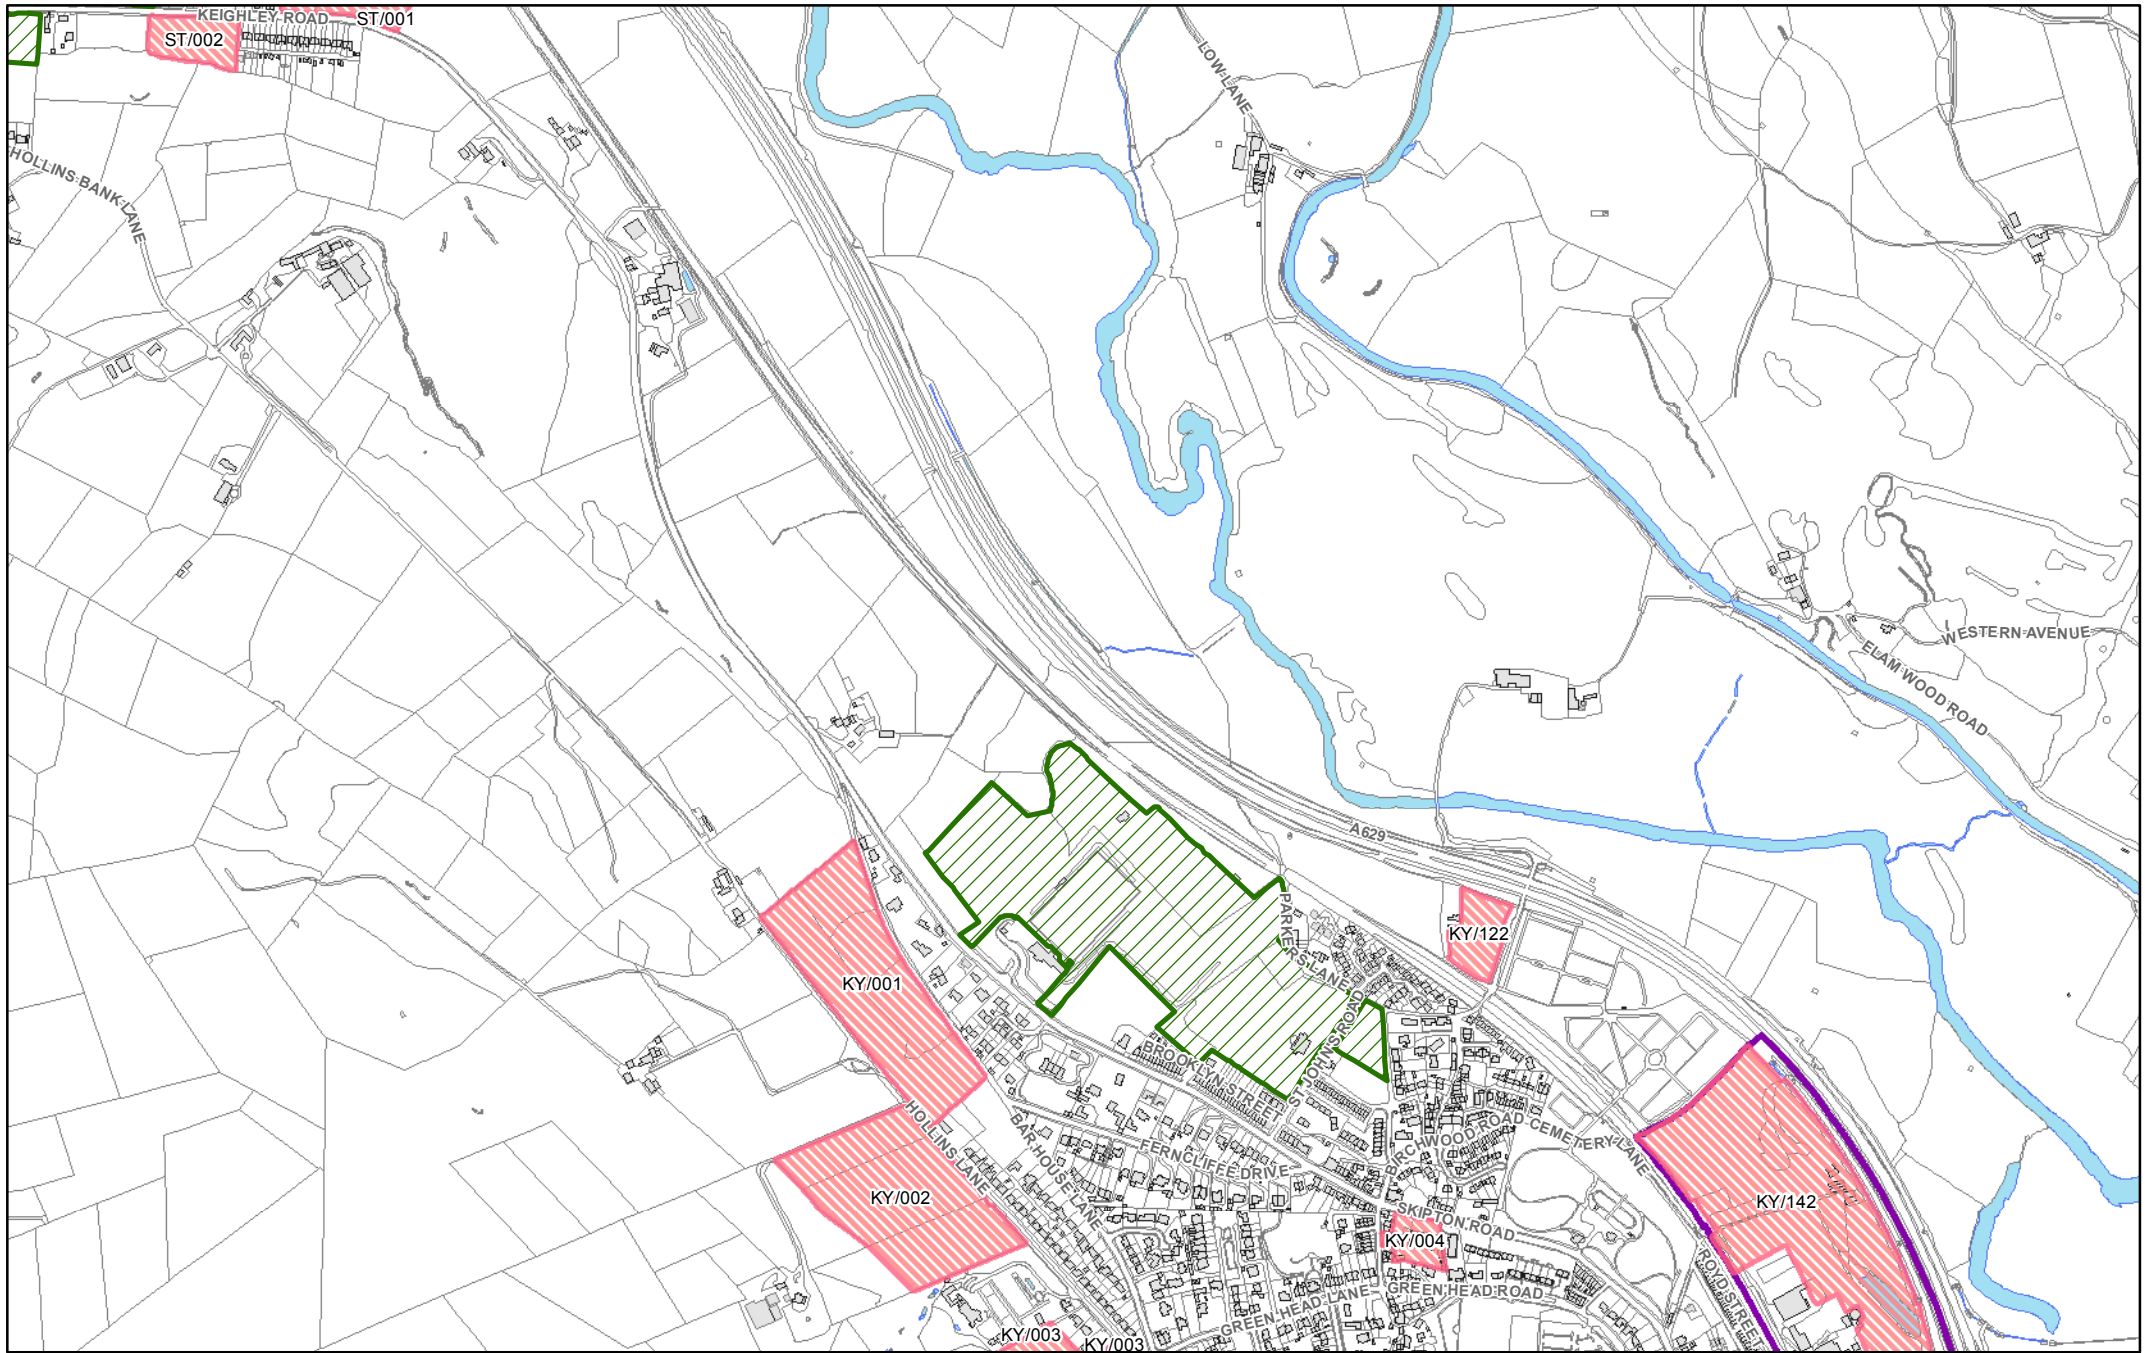 KEIGHLEY ROAD
ST/001
ST/002
LOW LANE
HOLLINS BANK LANE
WESTERN AVENUE
ELAM WOOD ROAD
A629
PARKERS LANE
KY/122
KY/001
ST JOHNS ROAD
BROOKLYN STREET
HOLLINS LANE
BAR HOUSE LANE
FERNCLIFFE DRIVE
BIRCHWOOD ROAD
CEMETERY LANE
KY/002
KY/142
SKIPTON ROAD
KY/004
ROYD STREET
GREEN HEAD LANE
GREEN HEAD ROAD
KY/003
KY/003